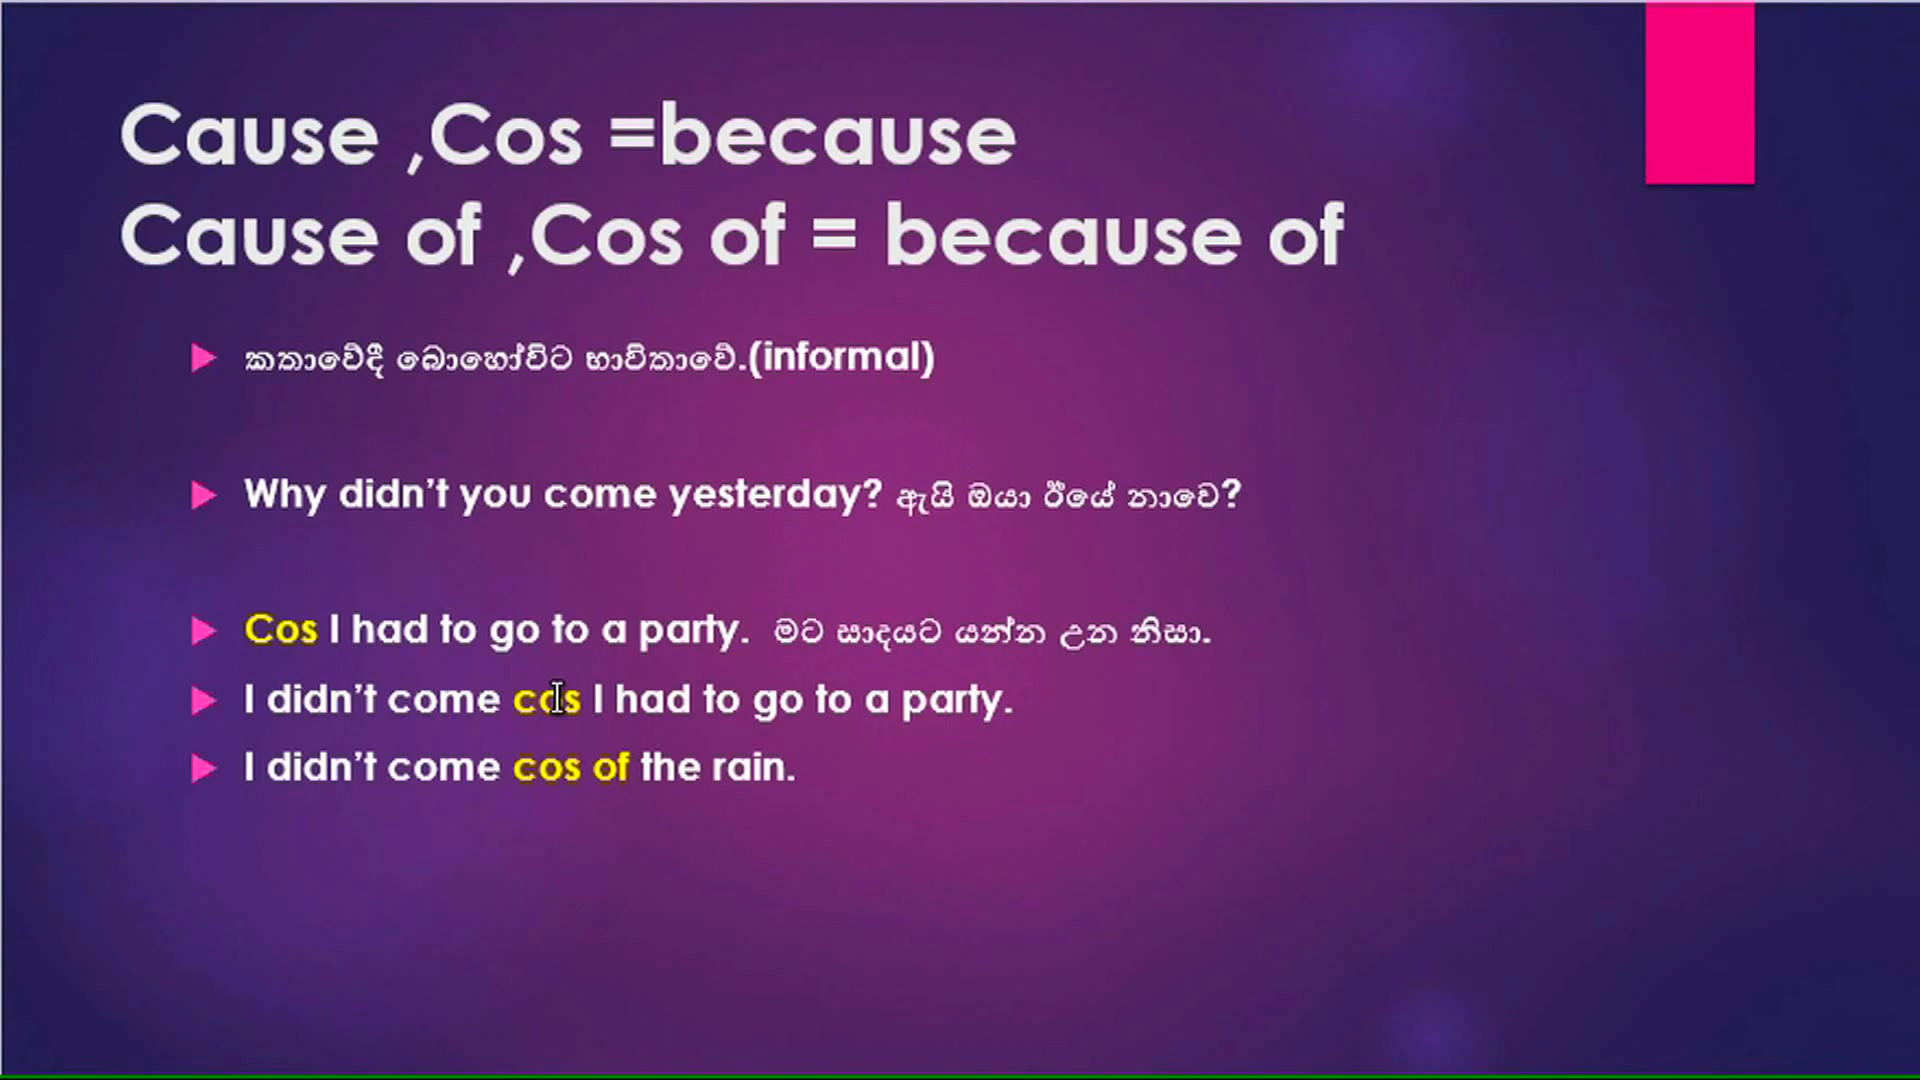 Cause ,Cos =because
Cause of ,Cos of = because of
කතාවේදී බොහෝවිට භාවිතාවේ.(informal)
Why didn't you come yesterday? ඇයි ඔයා ඊයේ නාවෙ?
Cos I had to go to a party. මට සාදයට යන්න උන නිසා.
I didn't come cos I had to go to a party.
I didn't come cos of the rain.